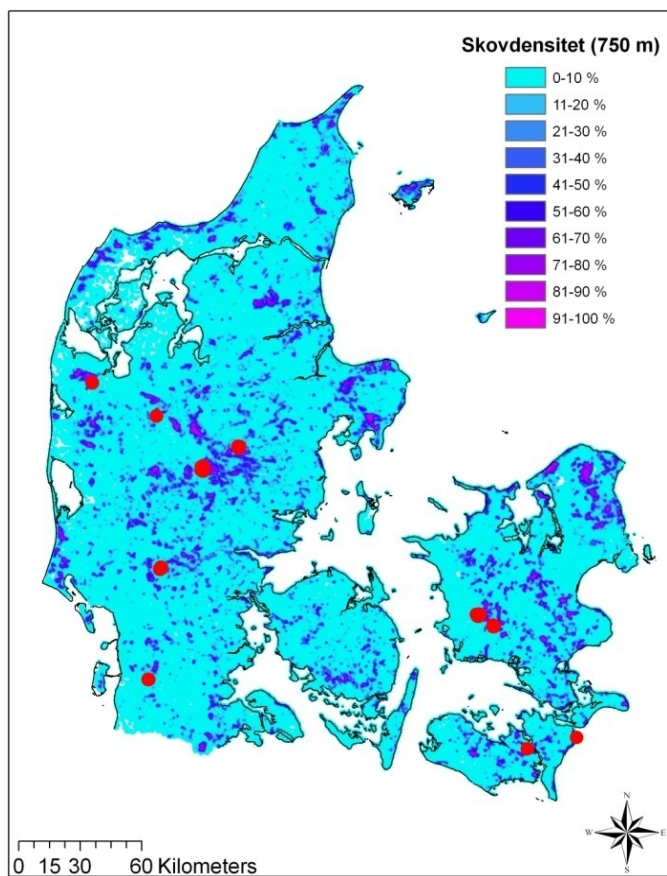 Skovdensitet (750 m)
0-10 %
11-20 %
21-30 %
31-40 %
41-50 %
51-60 %
61-70 %
71-80 %
81-90 %
91-100 %
N
W E
S
0 15 30 60 Kilometers